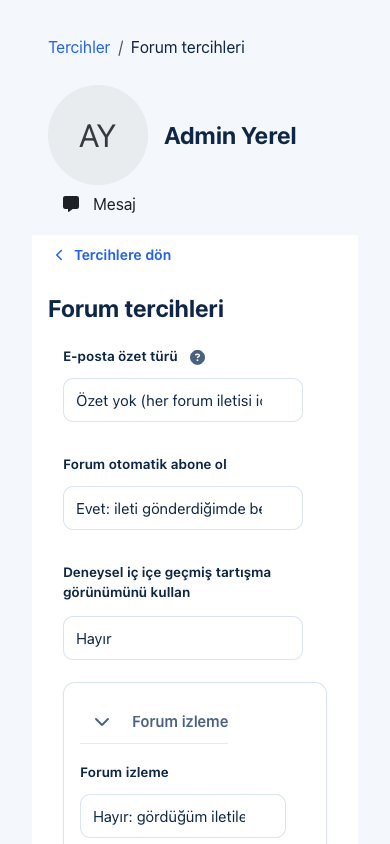 Tercihler / Forum tercihleri
AY
Admin Yerel
Mesaj
Tercihlere dön
Forum tercihleri
E-posta özet türü ?
Özet yok (her forum iletisi iç
Forum otomatik abone ol
Evet: ileti gönderdiğimde be
Deneysel iç içe geçmiş tartışma
görünümünü kullan
Hayır
Forum izleme
Forum izleme
Hayır: gördüğüm iletile